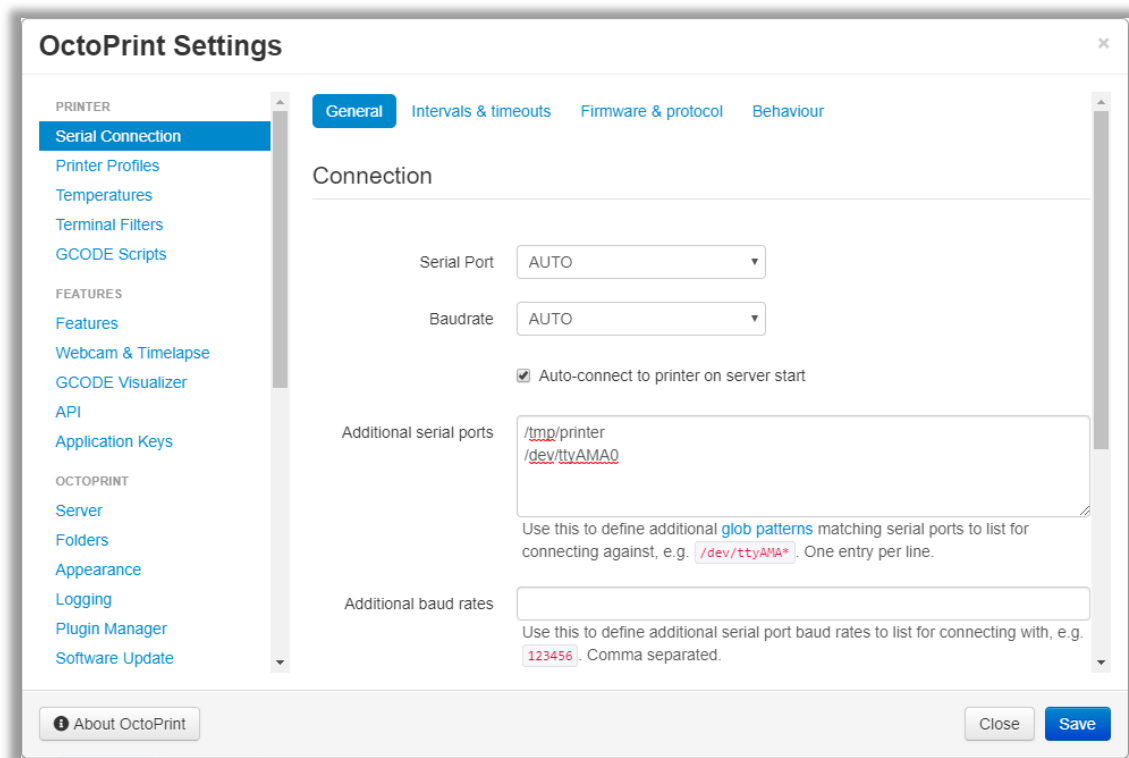 OctoPrint Settings
×
PRINTER
Serial Connection
Printer Profiles
Temperatures
Terminal Filters
GCODE Scripts
FEATURES
Features
Webcam & Timelapse
GCODE Visualizer
API
Application Keys
OCTOPRINT
Server
Folders
Appearance
Logging
Plugin Manager
Software Update
General Intervals & timeouts Firmware & protocol Behaviour
Connection
Serial Port AUTO
Baudrate AUTO
Auto-connect to printer on server start
Additional serial ports /tmp/printer
/dev/ttyAMA0
Use this to define additional glob patterns matching serial ports to list for
connecting against, e.g. /dev/ttyAMA* . One entry per line.
Additional baud rates
Use this to define additional serial port baud rates to list for connecting with, e.g.
123456 . Comma separated.
About OctoPrint Close Save